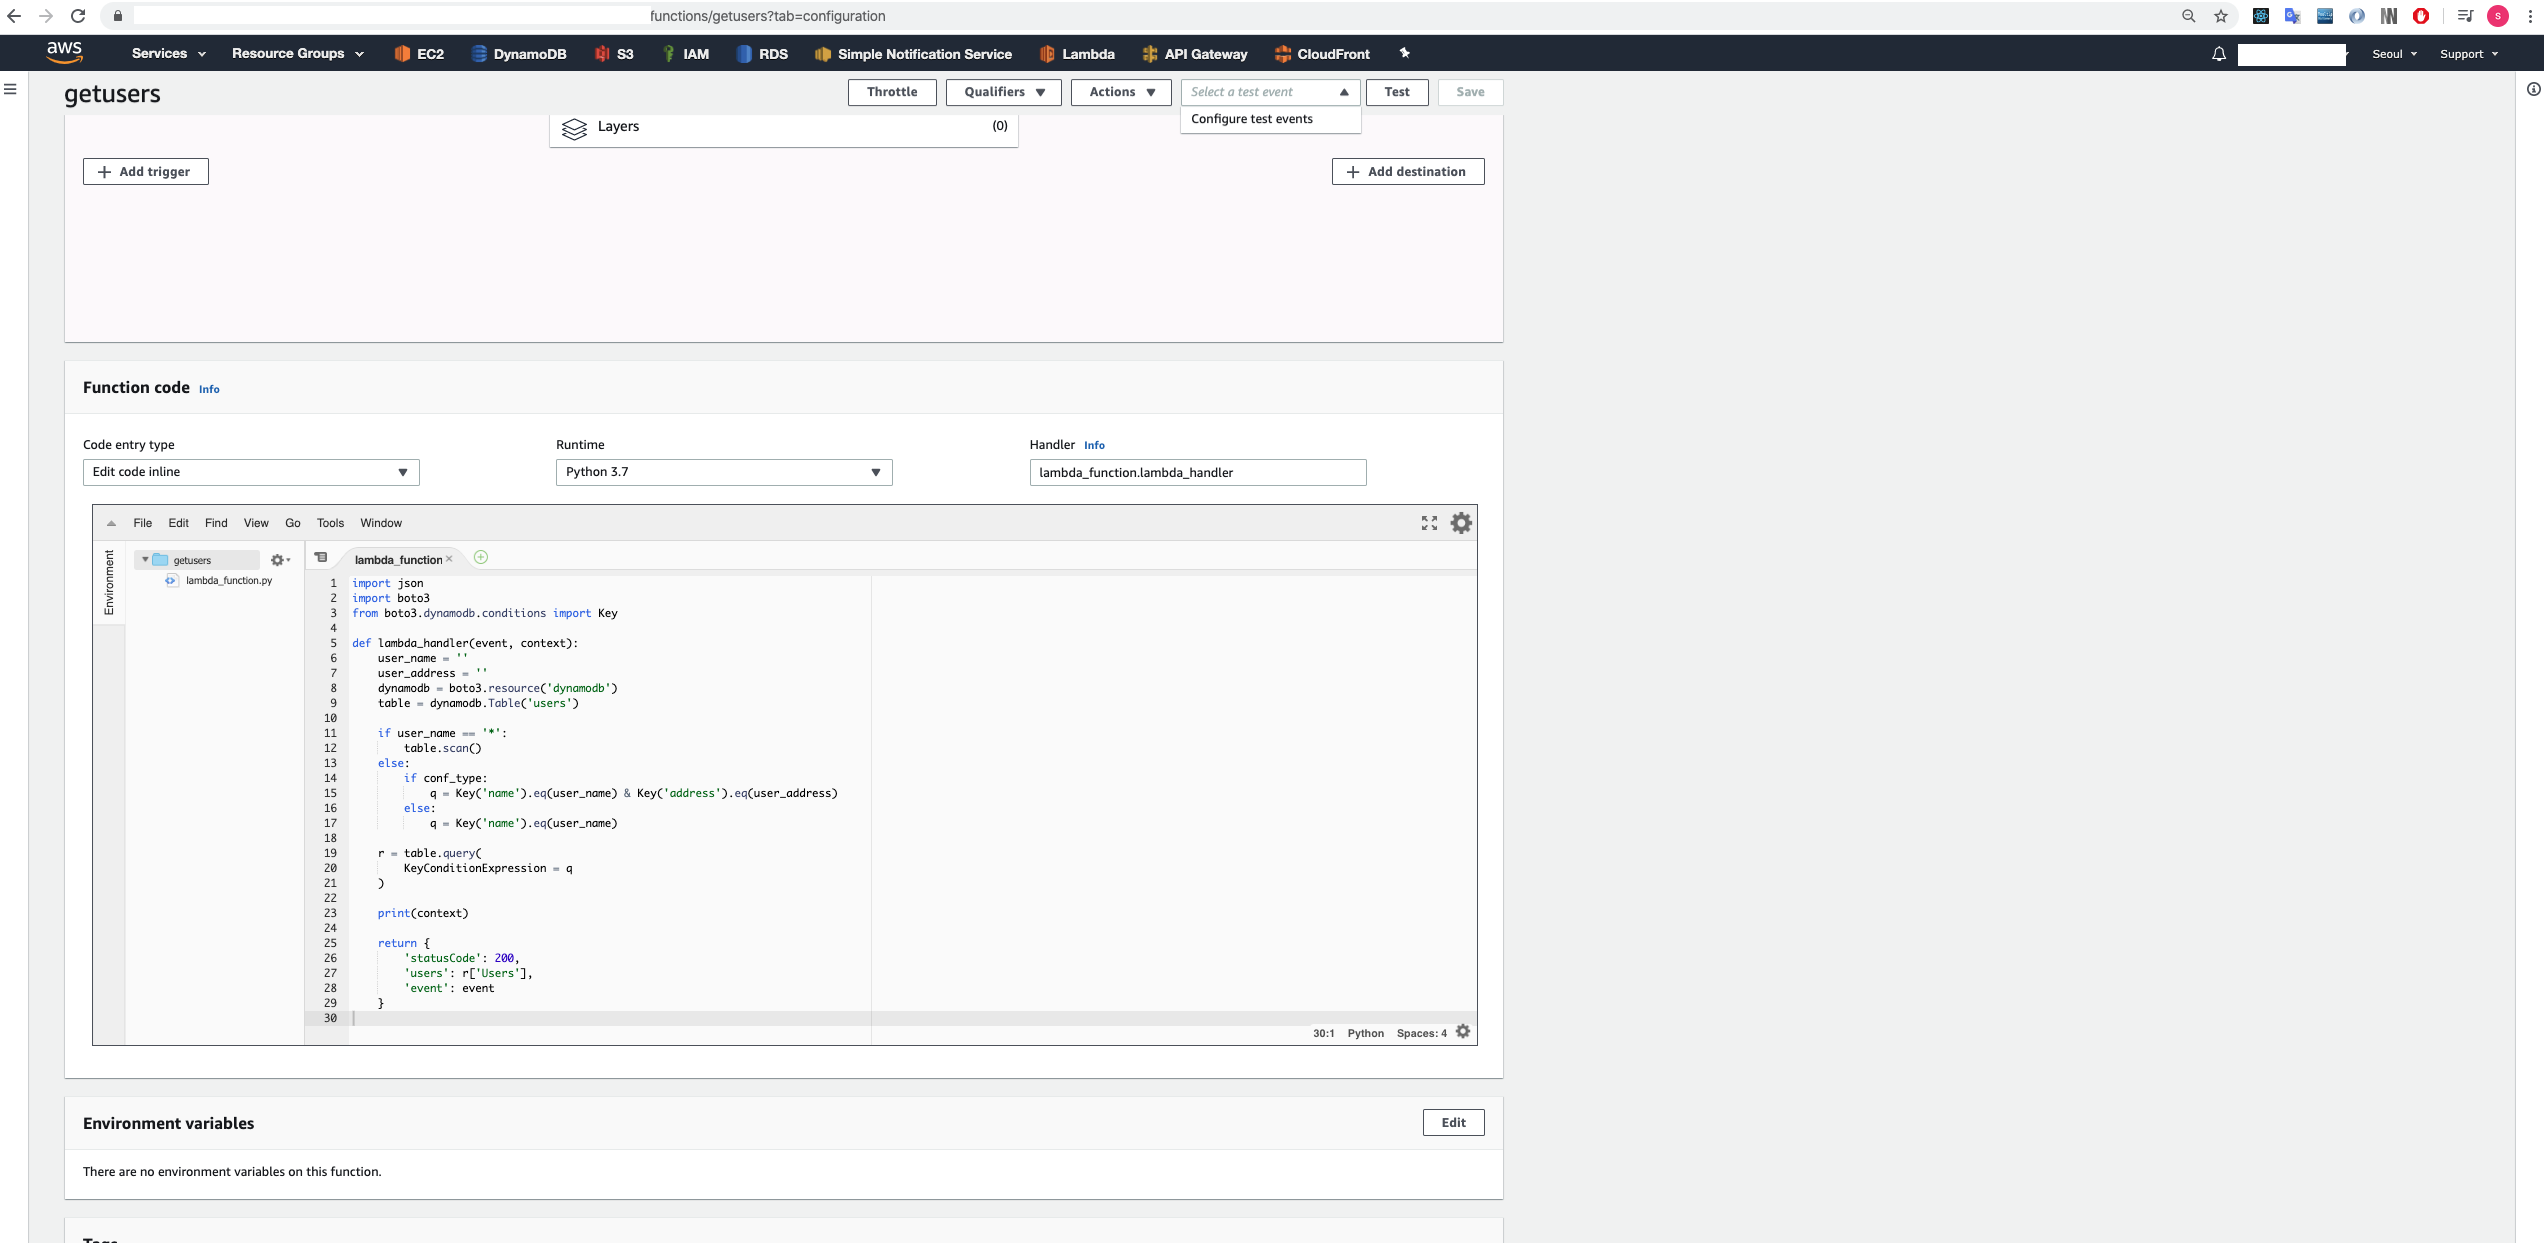 functions/getusers?tab=configuration
S
aws Services Resource Groups EC2 DynamoDB S3 IAM RDS Simple Notification Service Lambda API Gateway CloudFront Seoul Support
getusers Throttle Qualifiers Actions Select a test event Test Save
Configure test events
Layers (0)
+ Add trigger + Add destination
Function code Info
Code entry type Runtime Handler Info
Edit code inline Python 3.7 lambda_function.lambda_handler
File Edit Find View Go Tools Window
Environment
getusers
lambda_function.py
lambda_function ×
1 import json
2 import boto3
3 from boto3.dynamodb.conditions import Key
4
5 def lambda_handler(event, context):
6 user_name = ''
7 user_address = ''
8 dynamodb = boto3.resource('dynamodb')
9 table = dynamodb.Table('users')
10
11 if user_name == '*':
12 table.scan()
13 else:
14 if conf_type:
15 q = Key('name').eq(user_name) & Key('address').eq(user_address)
16 else:
17 q = Key('name').eq(user_name)
18
19 r = table.query(
20 KeyConditionExpression = q
21 )
22
23 print(context)
24
25 return {
26 'statusCode': 200,
27 'users': r['Users'],
28 'event': event
29 }
30
30:1 Python Spaces: 4
Environment variables Edit
There are no environment variables on this function.
Tags